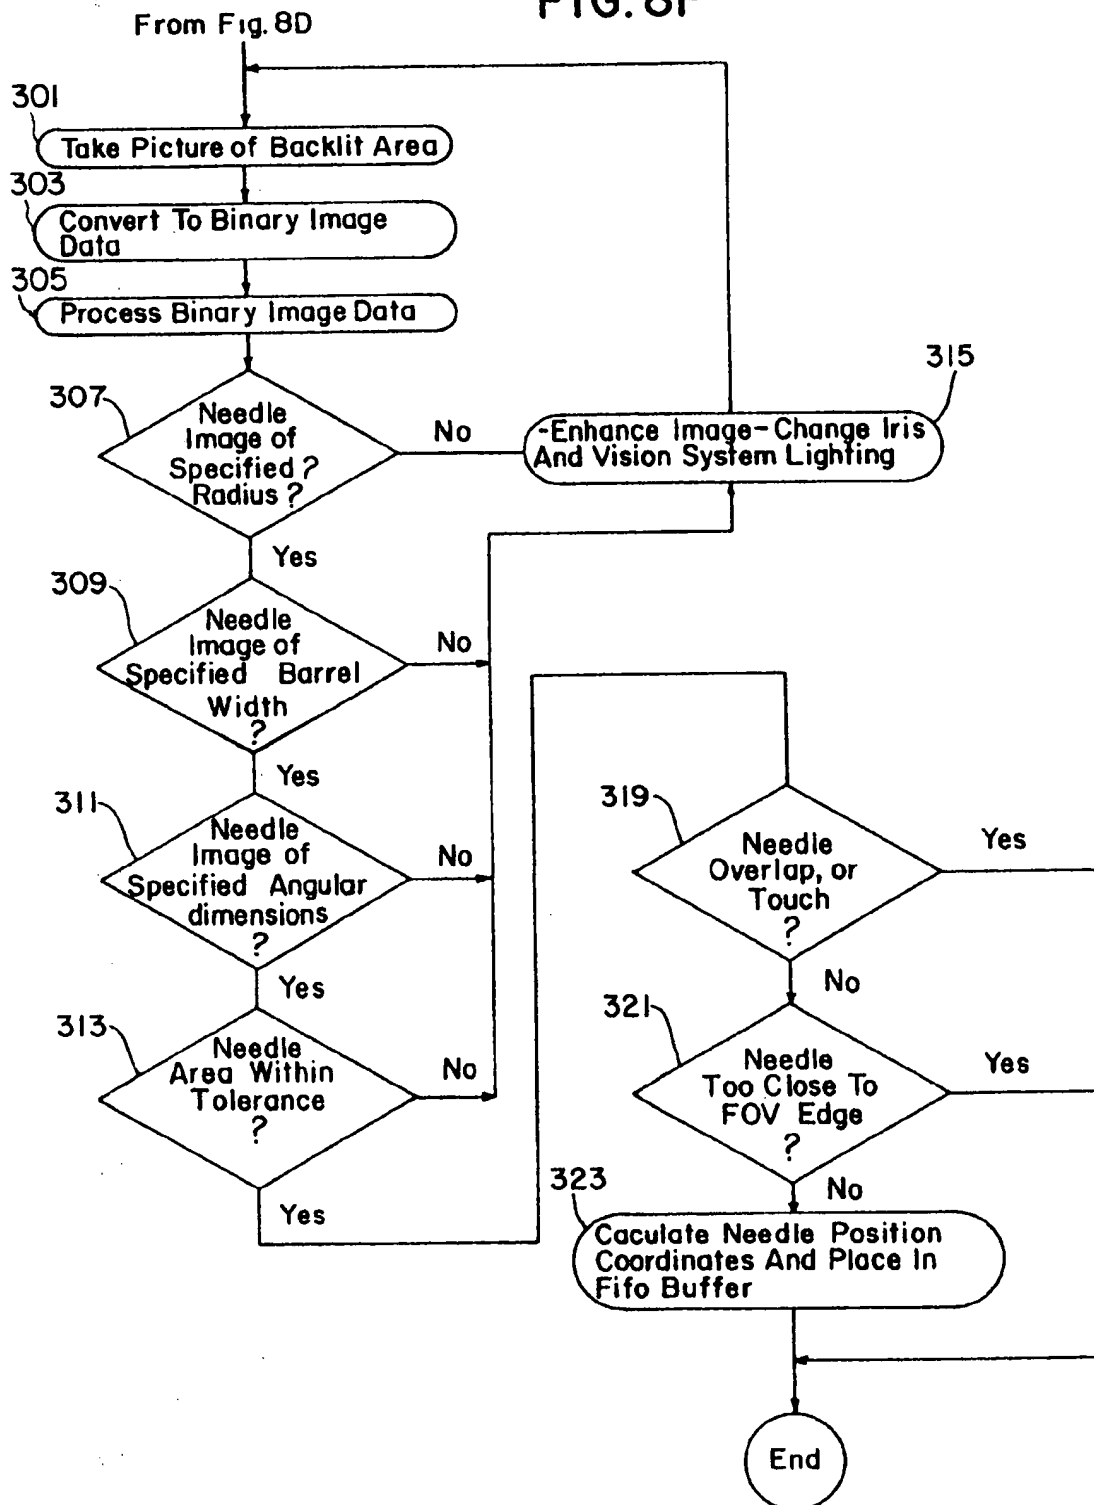 FIG. 8F
From Fig. 8D
301
Take Picture of Backlit Area
303
Convert To Binary Image
Data
305
Process Binary Image Data
307
Needle
Image of
Specified?
Radius?
No
315
-Enhance Image-Change Iris
And Vision System Lighting
Yes
309
Needle
Image of
Specified Barrel
Width
?
No
Yes
311
Needle
Image of
Specified Angular
dimensions
?
No
Yes
313
Needle
Area Within
Tolerance
?
No
Yes
319
Needle
Overlap, or
Touch
?
Yes
No
321
Needle
Too Close To
FOV Edge
?
Yes
No
323
Caculate Needle Position
Coordinates And Place In
Fifo Buffer
End